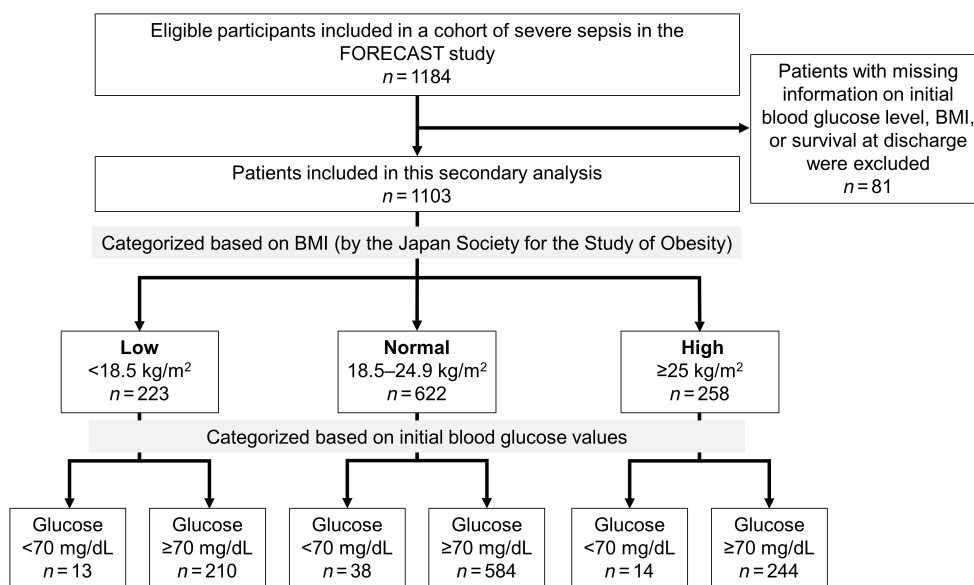 Eligible participants included in a cohort of severe sepsis in the
FORECAST study
n=1184
Patients with missing
information on initial
blood glucose level, BMI,
or survival at discharge
were excluded
n=81
Patients included in this secondary analysis
n=1103
Categorized based on BMI (by the Japan Society for the Study of Obesity)
Low
<18.5 kg/m²
n=223
Normal
18.5–24.9 kg/m²
n=622
High
≥25 kg/m²
n=258
Categorized based on initial blood glucose values
Glucose
<70 mg/dL
n=13
Glucose
≥70 mg/dL
n=210
Glucose
<70 mg/dL
n=38
Glucose
≥70 mg/dL
n=584
Glucose
<70 mg/dL
n=14
Glucose
≥70 mg/dL
n=244